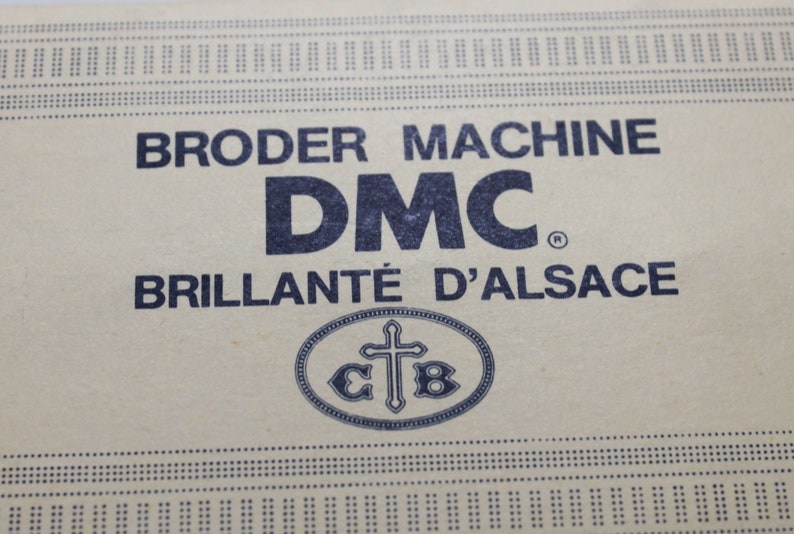 BRODER MACHINE
DMC®
BRILLANTÉ D'ALSACE
C B